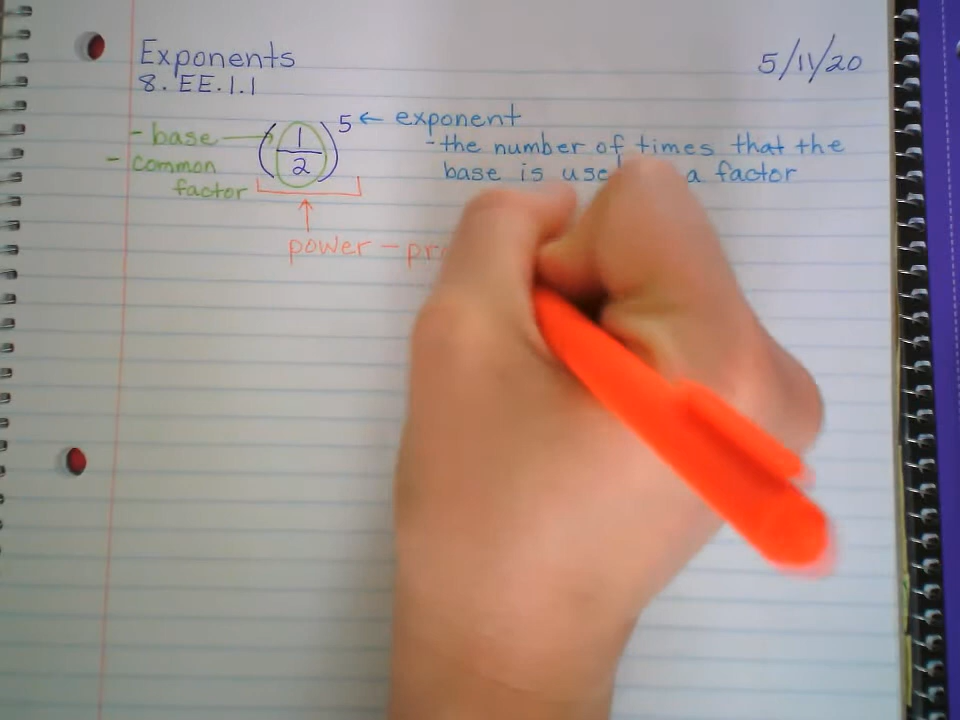 Exponents
5/11/20
8.EE.1.1
- base
(1/2)5 ← exponent
- common
factor
- the number of times that the
base is use a factor
power - pr